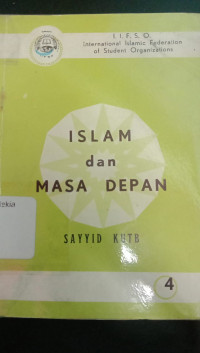 I. I. F. S. O.
International Islamic Federation
of Student Organizations
ISLAM
dan
MASA DEPAN
SAYYID KUTB
4